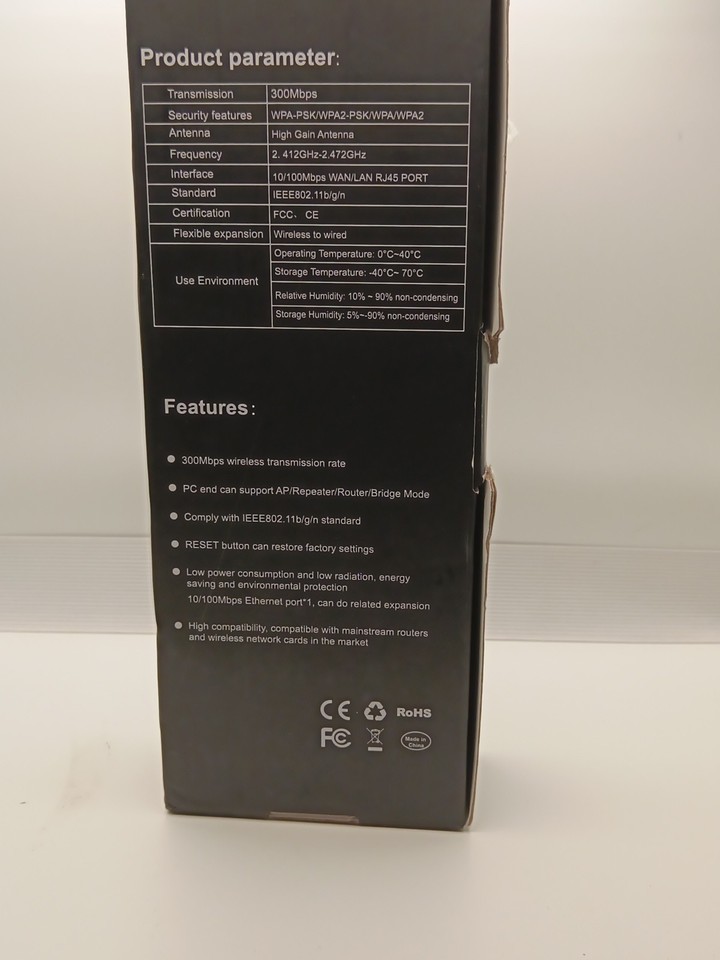 Product parameter:
Transmission 300Mbps
Security features WPA-PSK/WPA2-PSK/WPA/WPA2
Antenna High Gain Antenna
Frequency 2. 412GHz-2.472GHz
Interface 10/100Mbps WAN/LAN RJ45 PORT
Standard IEEE802.11b/g/n
Certification FCC、 CE
Flexible expansion Wireless to wired
Use Environment
Operating Temperature: 0°C~40°C
Storage Temperature: -40°C~ 70°C
Relative Humidity: 10% ~ 90% non-condensing
Storage Humidity: 5%~-90% non-condensing
Features:
300Mbps wireless transmission rate
PC end can support AP/Repeater/Router/Bridge Mode
Comply with IEEE802.11b/g/n standard
RESET button can restore factory settings
Low power consumption and low radiation, energy
saving and environmental protection
10/100Mbps Ethernet port*1, can do related expansion
High compatibility, compatible with mainstream routers
and wireless network cards in the market
CE RoHS
FC Made in
China